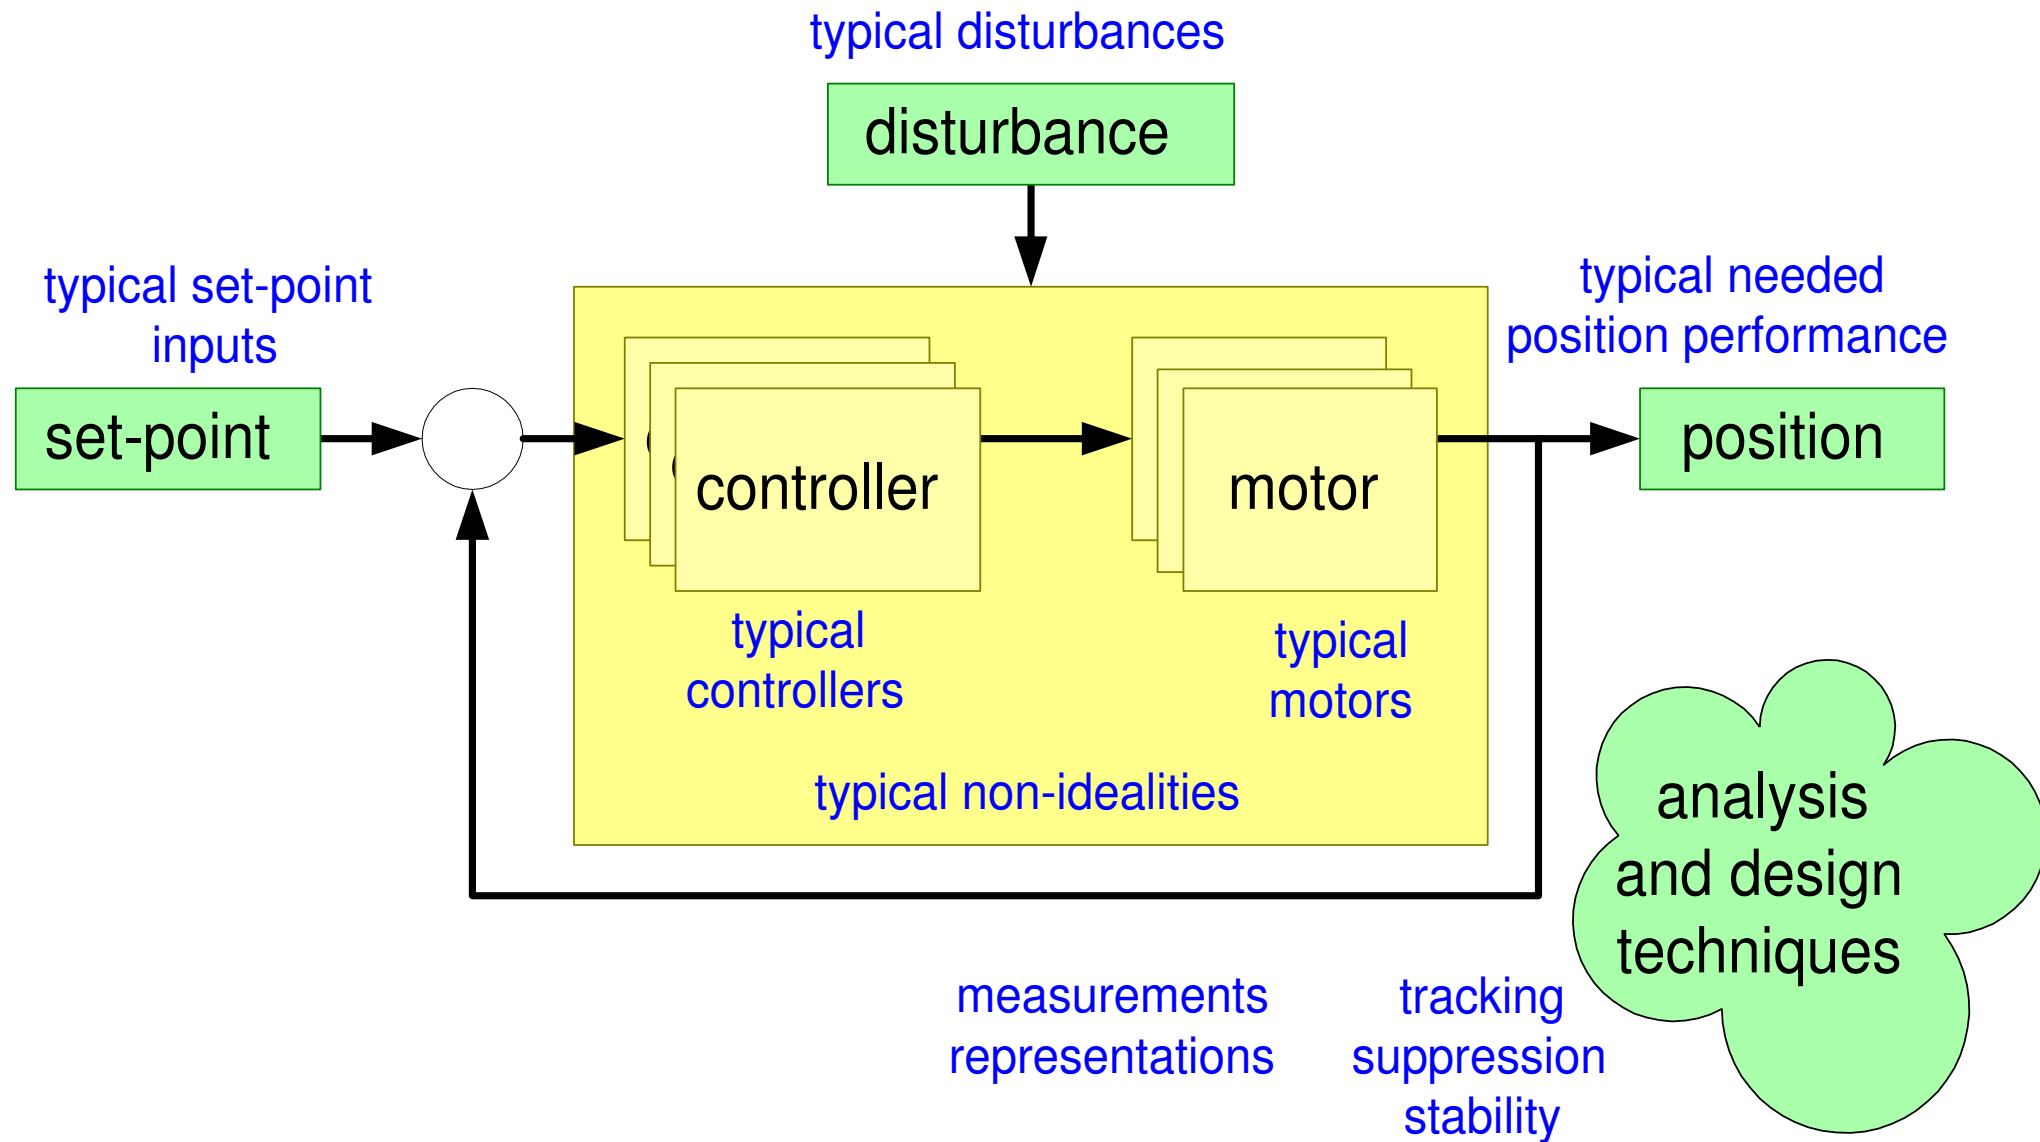 typical disturbances
disturbance
typical set-point
inputs
typical needed
position performance
set-point
controller
motor
position
typical
controllers
typical
motors
typical non-idealities
analysis
and design
techniques
measurements
representations
tracking
suppression
stability